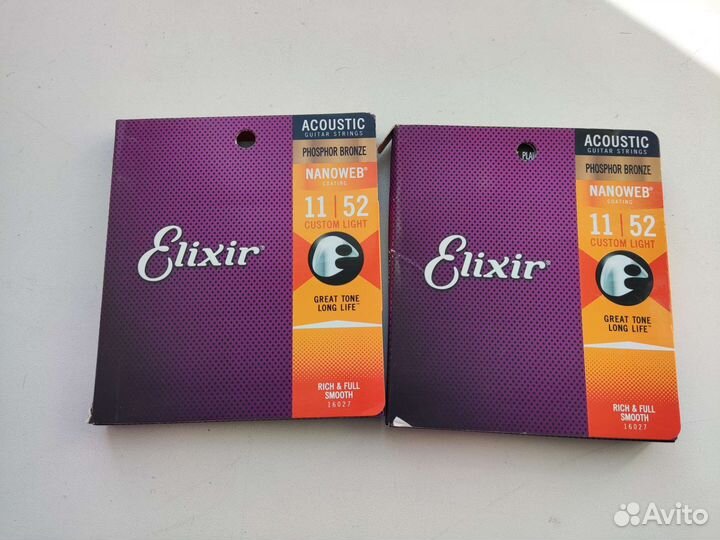 ACOUSTIC
GUITAR STRINGS
PHOSPHOR BRONZE
NANOWEB®
COATING
11 | 52
CUSTOM LIGHT
Elixir®
GREAT TONE
LONG LIFE™
RICH & FULL
SMOOTH
16027
ACOUSTIC
GUITAR STRINGS
PHOSPHOR BRONZE
NANOWEB®
COATING
11 | 52
CUSTOM LIGHT
Elixir®
GREAT TONE
LONG LIFE™
RICH & FULL
SMOOTH
16027
Avito